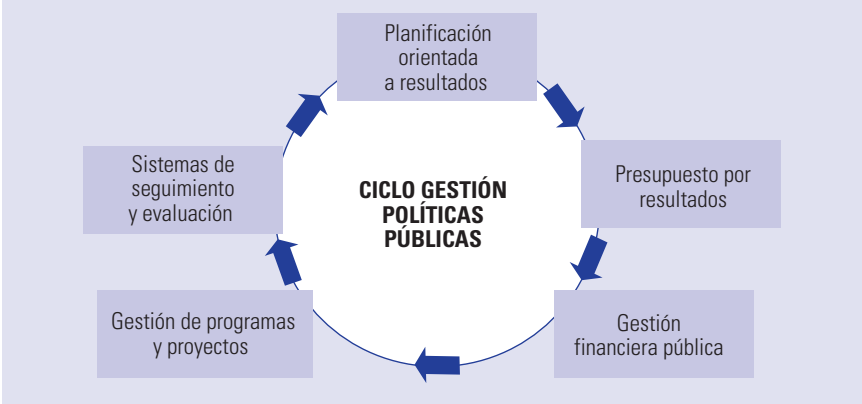 Planificación
orientada
a resultados
Sistemas de
seguimiento
y evaluación
CICLO GESTIÓN
POLÍTICAS
PÚBLICAS
Presupuesto por
resultados
Gestión de programas
y proyectos
Gestión
financiera pública